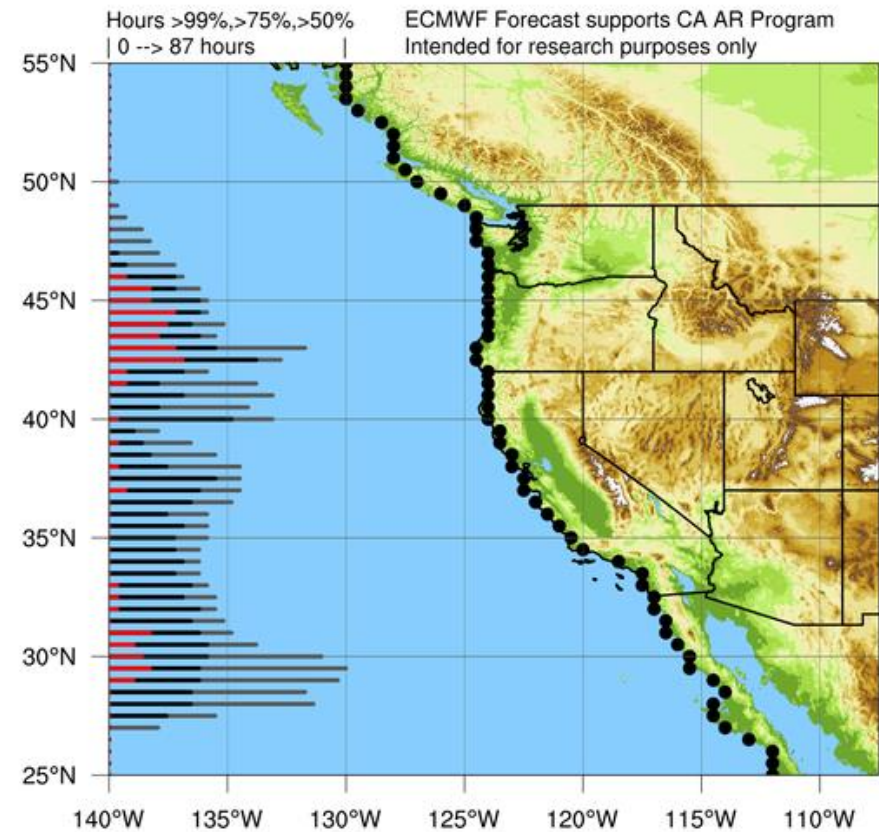 Hours >99%,>75%,>50%
ECMWF Forecast supports CA AR Program
| 0 --> 87 hours |
Intended for research purposes only
55°N
50°N
45°N
40°N
35°N
30°N
25°N
140°W 135°W 130°W 125°W 120°W 115°W 110°W